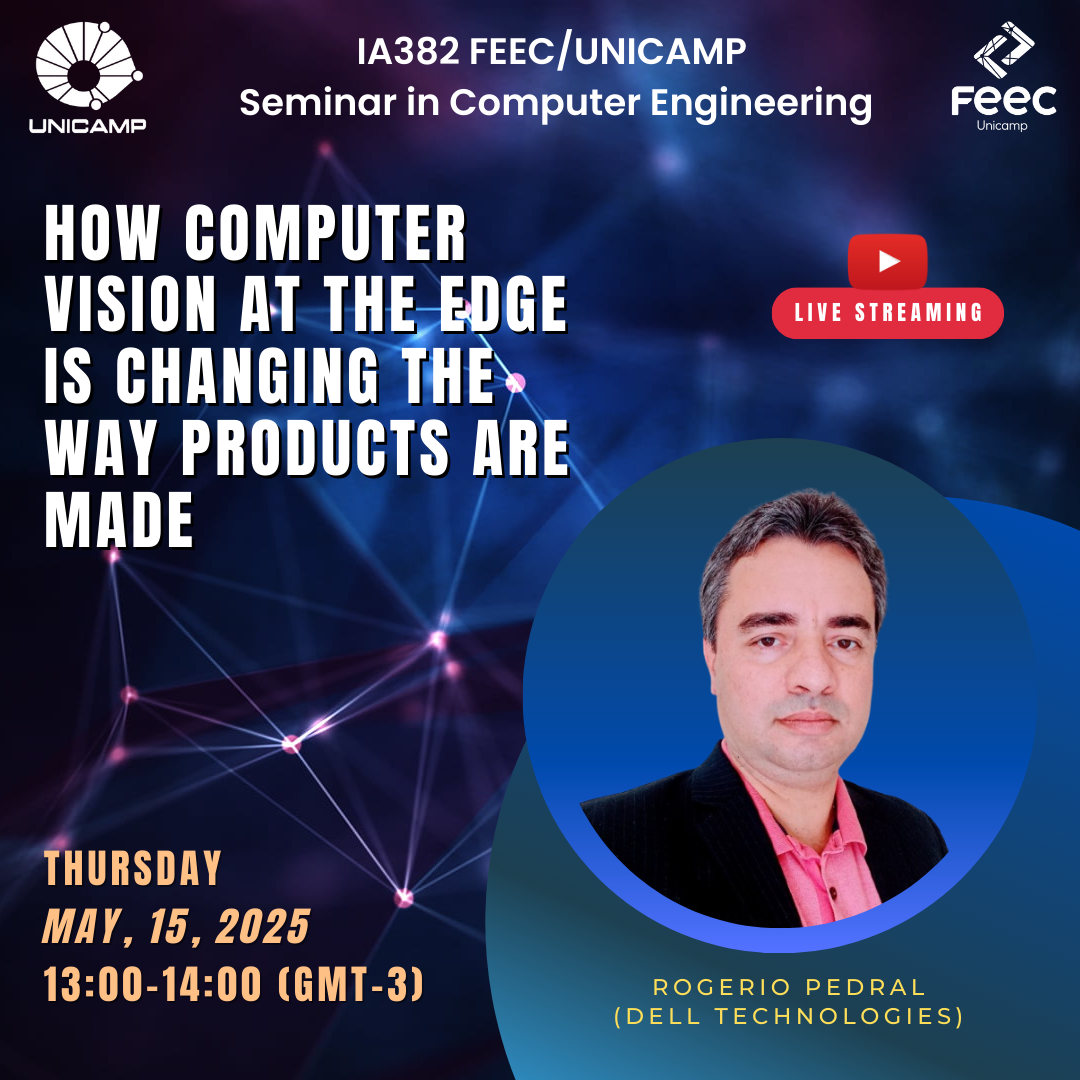 UNICAMP
IA382 FEEC/UNICAMP
Seminar in Computer Engineering
Feec
Unicamp
HOW COMPUTER
VISION AT THE EDGE
IS CHANGING THE
WAY PRODUCTS ARE
MADE
LIVE STREAMING
THURSDAY
MAY, 15, 2025
13:00-14:00 (GMT-3)
ROGERIO PEDRAL
(DELL TECHNOLOGIES)